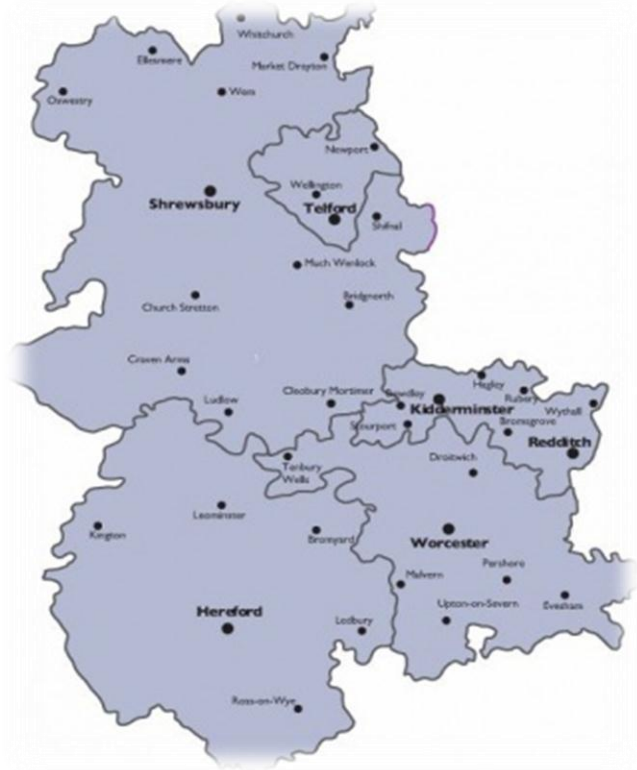 Whitchurch
Ellesmere
Market Drayton
Oswestry
Wem
Newport
Wellington
Shrewsbury
Telford
Shifnal
Much Wenlock
Church Stretton
Bridgnorth
Craven Arms
Cleobury Mortimer
Bewdley
Hagley
Rubery
Ludlow
Kidderminster
Wythall
Stourport
Bromsgrove
Redditch
Droitwich
Tenbury
Wells
Leominster
Kington
Bromyard
Worcester
Pershore
Malvern
Upton-on-Severn
Evesham
Hereford
Ledbury
Ross-on-Wye